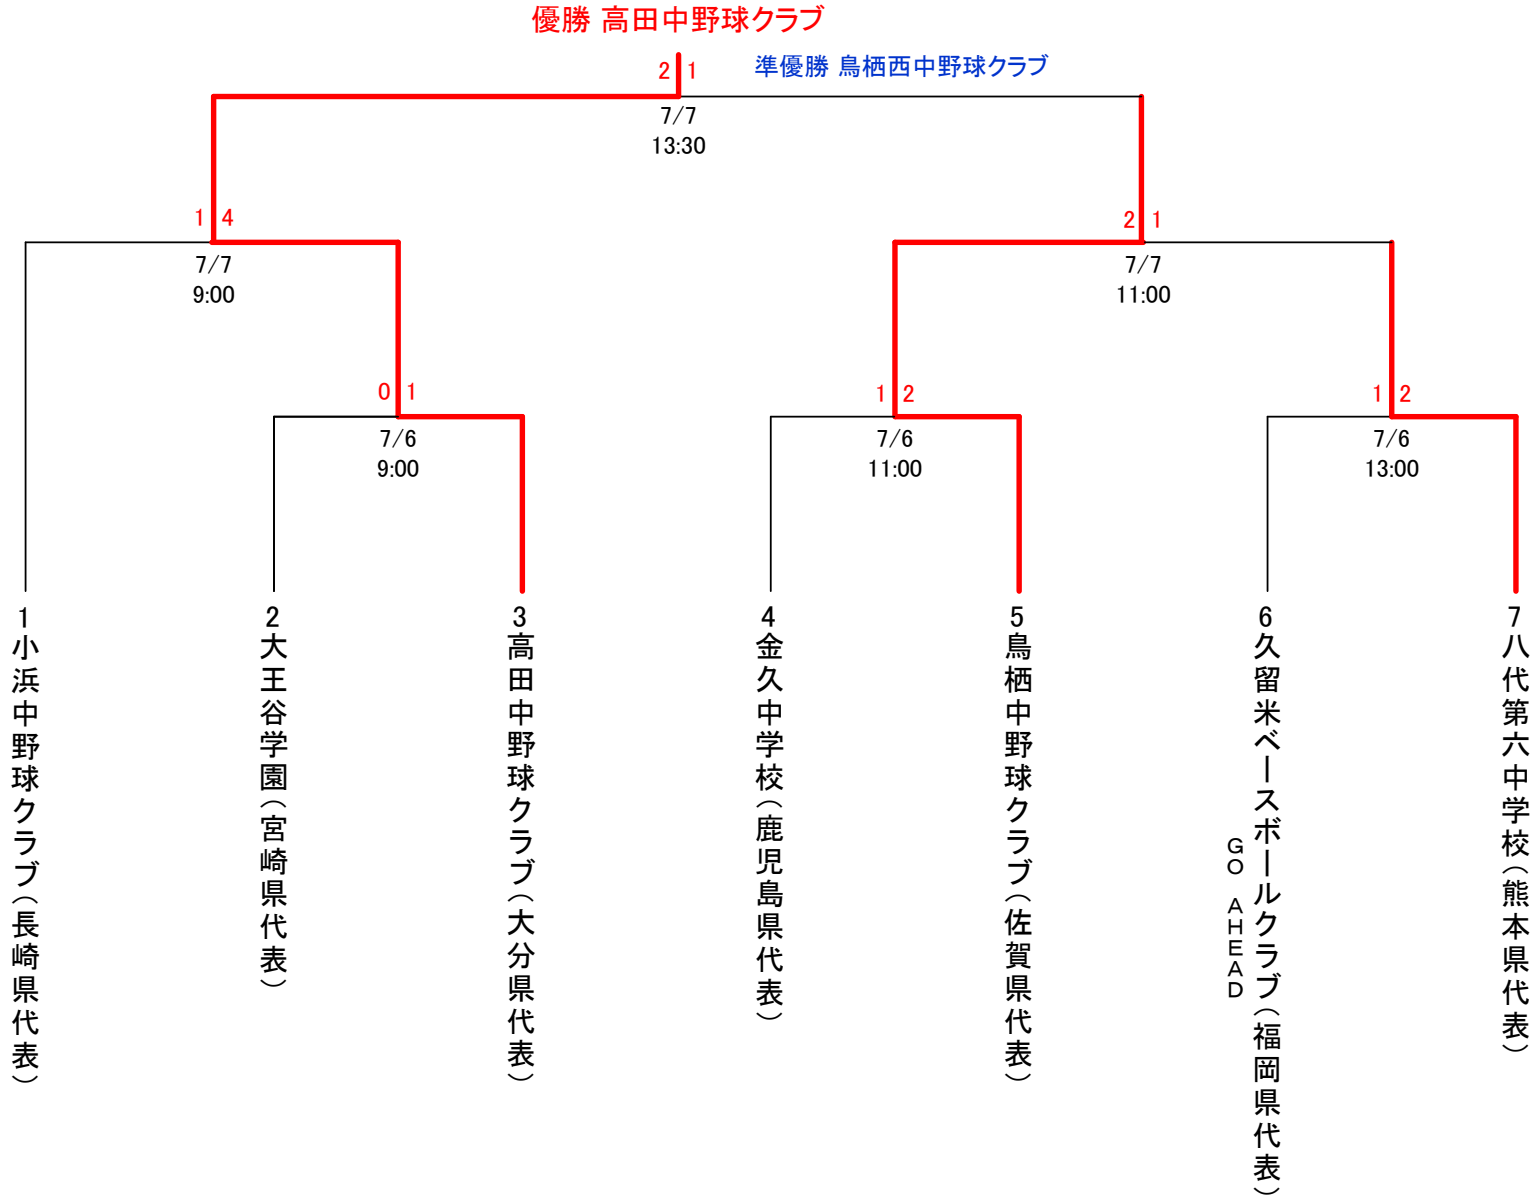 優勝 高田中野球クラブ
準優勝 鳥栖西中野球クラブ
2 1
7/7
13:30
1 4
7/7
9:00
2 1
7/7
11:00
0 1
7/6
9:00
1 2
7/6
11:00
1 2
7/6
13:00
1 小浜中野球クラブ(長崎県代表)
2 大王谷学園(宮崎県代表)
3 高田中野球クラブ(大分県代表)
4 金久中学校(鹿児島県代表)
5 鳥栖中野球クラブ(佐賀県代表)
6 久留米ベースボールクラブ(福岡県代表)
GO AHEAD
7 八代第六中学校(熊本県代表)